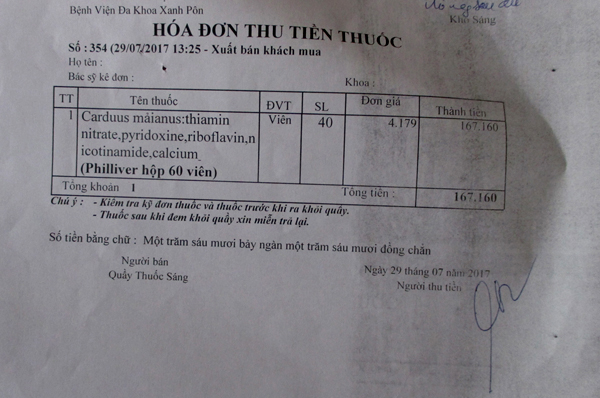 Bệnh Viện Đa Khoa Xanh Pôn
Kho Sáng
HÓA ĐƠN THU TIỀN THUỐC
Số : 354 (29/07/2017 13:25 - Xuất bán khách mua
Họ tên :
Bác sỹ kê đơn : Khoa :
TT Tên thuốc ĐVT SL Đơn giá Thành tiền
1 Carduus maianus:thiamin Viên 40 4.179 167.160
nitrate,pyridoxine,riboflavin,n
icotinamide,calcium
(Philliver hộp 60 viên)
Tổng khoản 1 Tổng tiền : 167.160
Chú ý : - Kiểm tra kỹ đơn thuốc và thuốc trước khi ra khỏi quầy.
- Thuốc sau khi đem khỏi quầy xin miễn trả lại.
Số tiền bằng chữ : Một trăm sáu mươi bảy ngàn một trăm sáu mươi đồng chẵn
Người bán Ngày 29 tháng 07 năm 2017
Quầy Thuốc Sáng Người thu tiền